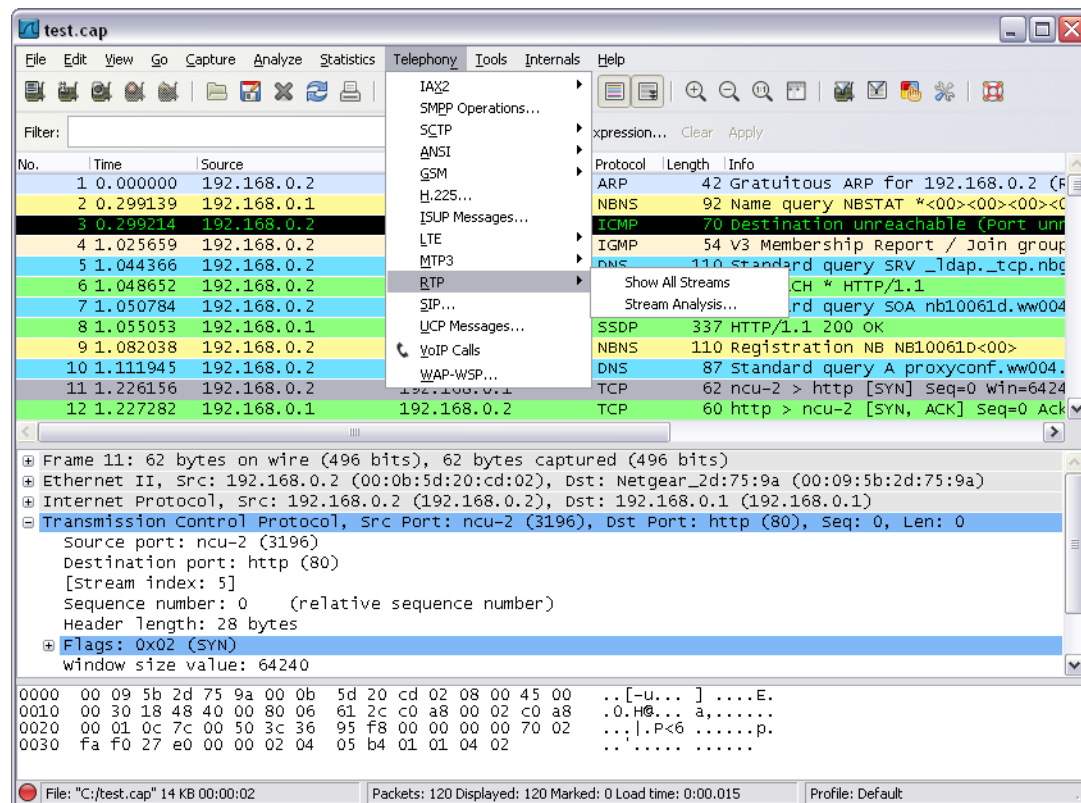 test.cap
File Edit View Go Capture Analyze Statistics Telephony Tools Internals Help
IAX2
SMPP Operations...
SCTP
ANSI
GSM
H.225...
ISUP Messages...
LTE
MTP3
RTP
SIP...
UCP Messages...
VoIP Calls
WAP-WSP...
Show All Streams
Stream Analysis...
Filter: xpression... Clear Apply
No. Time Source Protocol Length Info
1 0.000000 192.168.0.2 ARP 42 Gratuitous ARP for 192.168.0.2 (R
2 0.299139 192.168.0.1 NBNS 92 Name query NBSTAT *<00><00><00><0
3 0.299214 192.168.0.2 ICMP 70 Destination unreachable (Port unr
4 1.025659 192.168.0.2 IGMP 54 V3 Membership Report / Join group
5 1.044366 192.168.0.2 DNS 110 Standard query SRV _ldap._tcp.nbg
6 1.048652 192.168.0.2 CH * HTTP/1.1
7 1.050784 192.168.0.2 rd query SOA nb10061d.ww004
8 1.055053 192.168.0.1 SSDP 337 HTTP/1.1 200 OK
9 1.082038 192.168.0.2 NBNS 110 Registration NB NB10061D<00>
10 1.111945 192.168.0.2 DNS 87 Standard query A proxyconf.ww004.
11 1.226156 192.168.0.2 192.168.0.1 TCP 62 ncu-2 > http [SYN] Seq=0 Win=6424
12 1.227282 192.168.0.1 192.168.0.2 TCP 60 http > ncu-2 [SYN, ACK] Seq=0 Ack
Frame 11: 62 bytes on wire (496 bits), 62 bytes captured (496 bits)
Ethernet II, Src: 192.168.0.2 (00:0b:5d:20:cd:02), Dst: Netgear_2d:75:9a (00:09:5b:2d:75:9a)
Internet Protocol, Src: 192.168.0.2 (192.168.0.2), Dst: 192.168.0.1 (192.168.0.1)
Transmission Control Protocol, Src Port: ncu-2 (3196), Dst Port: http (80), Seq: 0, Len: 0
Source port: ncu-2 (3196)
Destination port: http (80)
[Stream index: 5]
Sequence number: 0 (relative sequence number)
Header length: 28 bytes
Flags: 0x02 (SYN)
Window size value: 64240
0000 00 09 5b 2d 75 9a 00 0b 5d 20 cd 02 08 00 45 00 ..[-u... ] ....E.
0010 00 30 18 48 40 00 80 06 61 2c c0 a8 00 02 c0 a8 .0.H@... a,......
0020 00 01 0c 7c 00 50 3c 36 95 f8 00 00 00 00 70 02 ...|.P<6 ......p.
0030 fa f0 27 e0 00 00 02 04 05 b4 01 01 04 02 ..'..... ......
File: "C:/test.cap" 14 KB 00:00:02 Packets: 120 Displayed: 120 Marked: 0 Load time: 0:00.015 Profile: Default